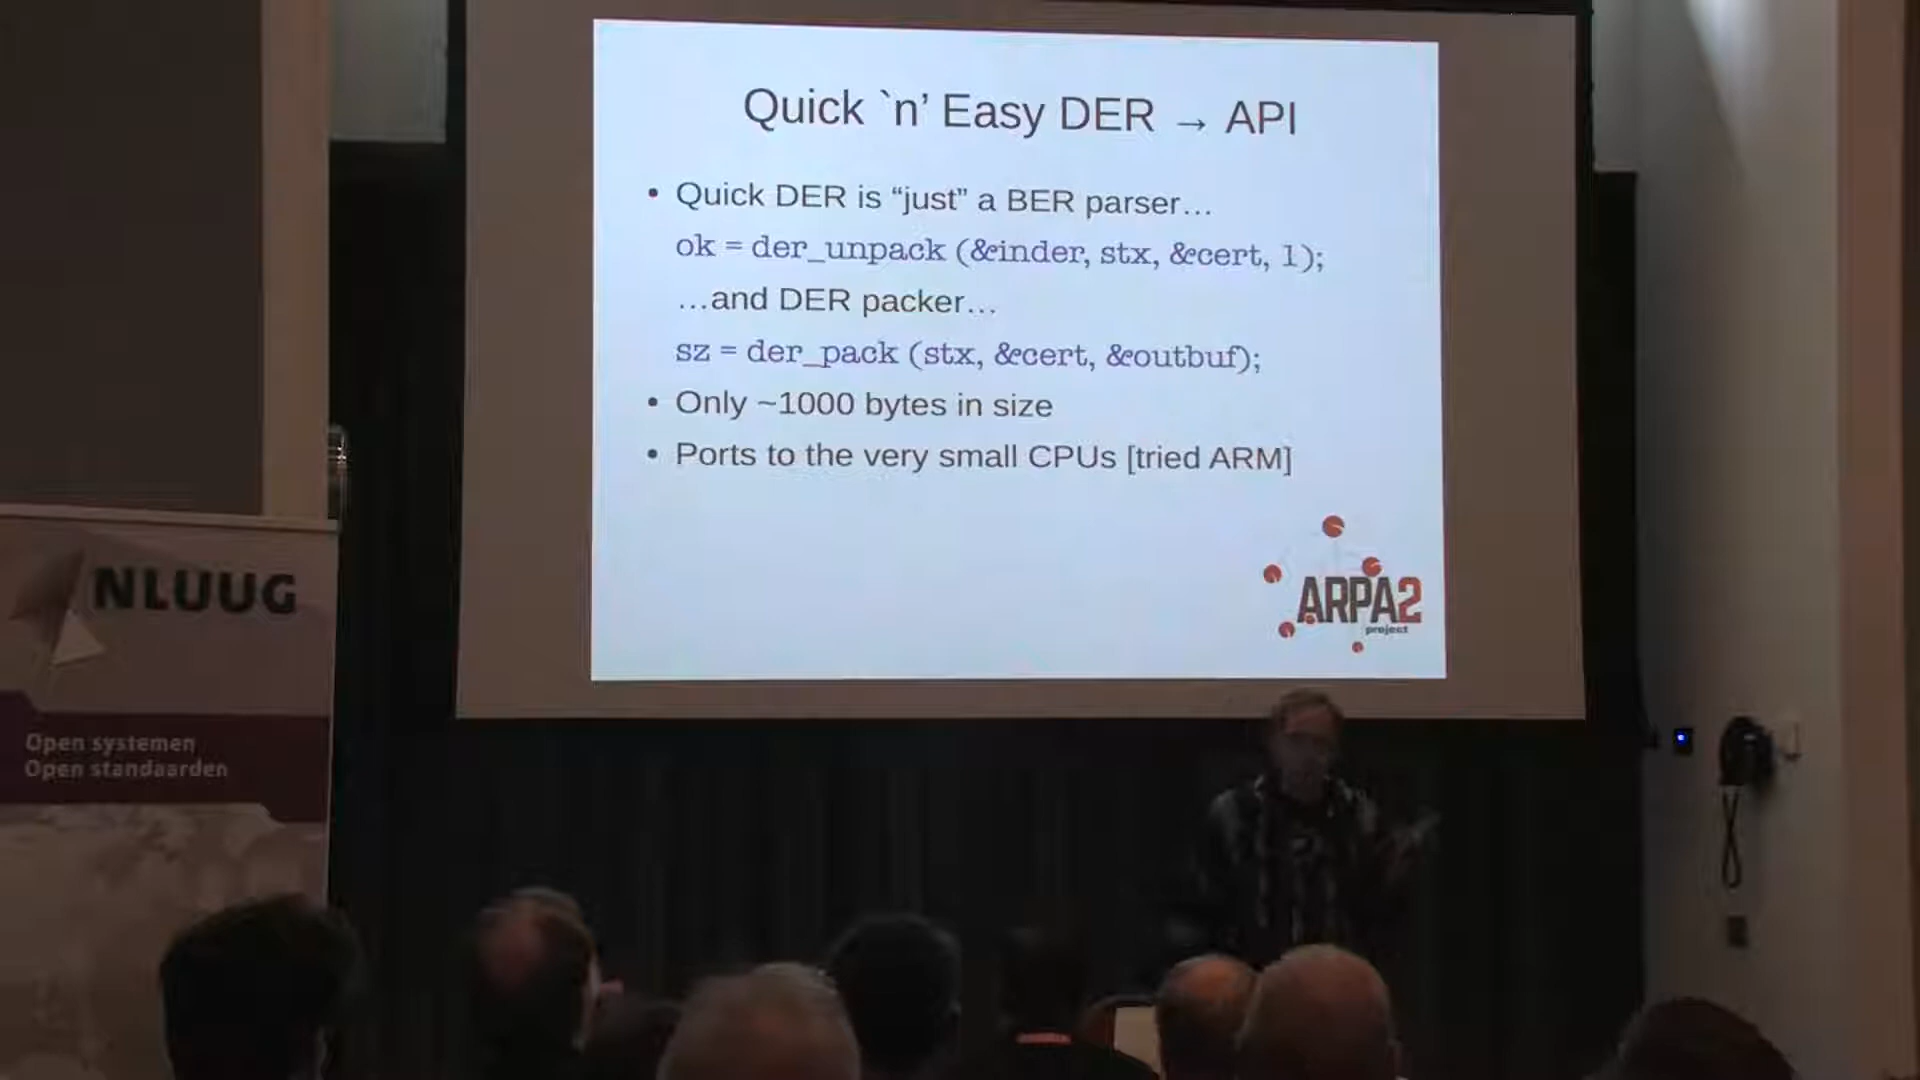 Quick `n’ Easy DER → API
• Quick DER is “just” a BER parser…
ok = der_unpack (&inder, stx, &cert, 1);
…and DER packer…
sz = der_pack (stx, &cert, &outbuf);
• Only ~1000 bytes in size
• Ports to the very small CPUs [tried ARM]
ARPA2
project
NLUUG
Open systemen
Open standaarden